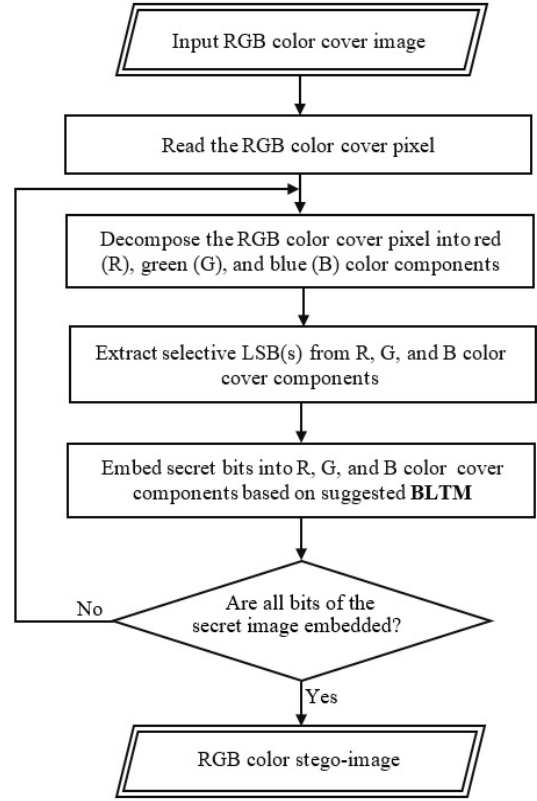 Input RGB color cover image
Read the RGB color cover pixel
Decompose the RGB color cover pixel into red
(R), green (G), and blue (B) color components
Extract selective LSB(s) from R, G, and B color
cover components
Embed secret bits into R, G, and B color cover
components based on suggested BLTM
No
Are all bits of the
secret image embedded?
Yes
RGB color stego-image